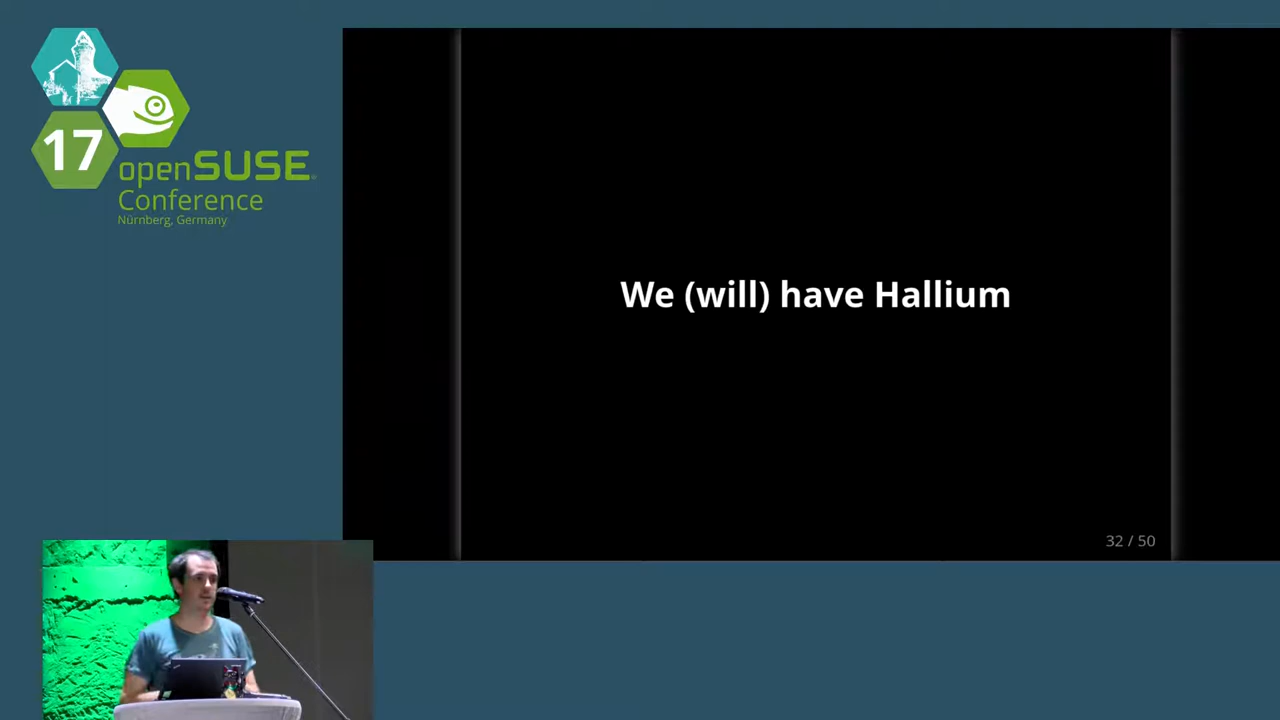 17
openSUSE
Conference
Nürnberg, Germany
We (will) have Hallium
32 / 50